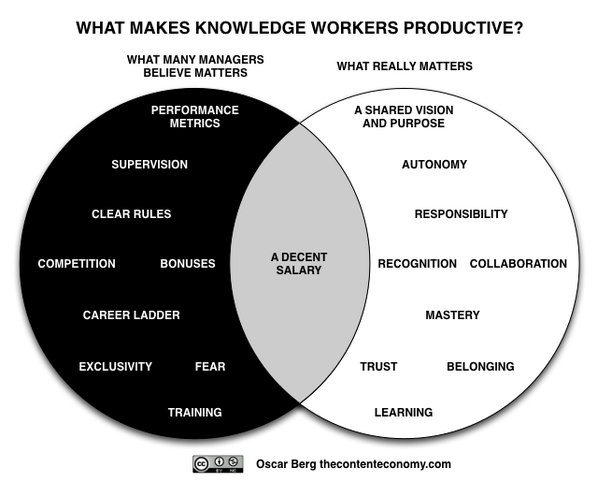 WHAT MAKES KNOWLEDGE WORKERS PRODUCTIVE?
WHAT MANY MANAGERS
BELIEVE MATTERS
WHAT REALLY MATTERS
PERFORMANCE
METRICS
SUPERVISION
CLEAR RULES
COMPETITION
BONUSES
CAREER LADDER
EXCLUSIVITY
FEAR
TRAINING
A DECENT
SALARY
A SHARED VISION
AND PURPOSE
AUTONOMY
RESPONSIBILITY
RECOGNITION
COLLABORATION
MASTERY
TRUST
BELONGING
LEARNING
cc
BY NC
Oscar Berg thecontenteconomy.com